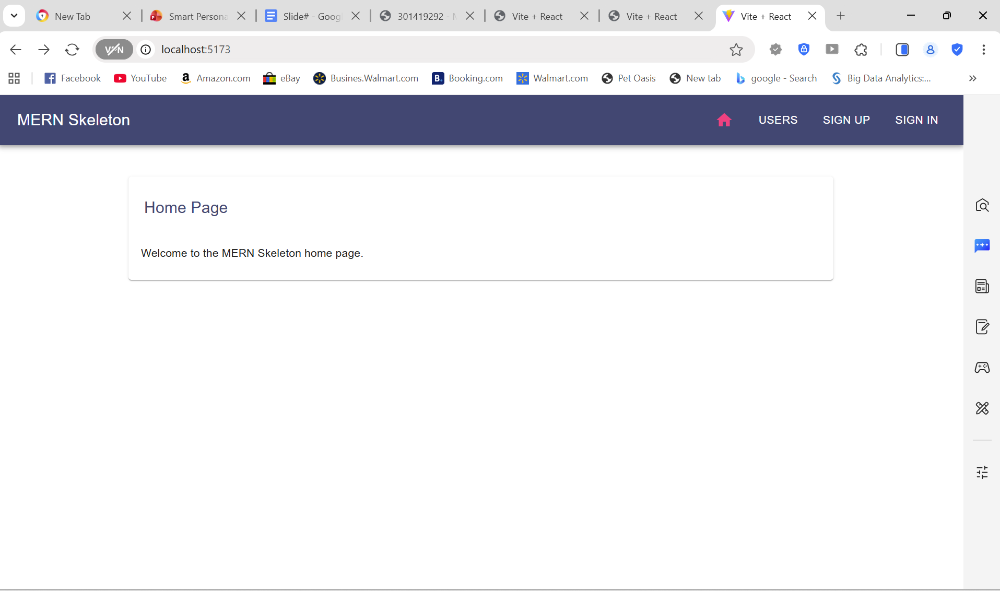 New Tab
Smart Persona
Slide# - Goog
301419292 -
Vite + React
Vite + React
Vite + React
VPN
localhost:5173
Facebook
YouTube
Amazon.com
eBay
Busines.Walmart.com
B.
Booking.com
Walmart.com
Pet Oasis
New tab
google - Search
Big Data Analytics:...
MERN Skeleton
USERS
SIGN UP
SIGN IN
Home Page
Welcome to the MERN Skeleton home page.